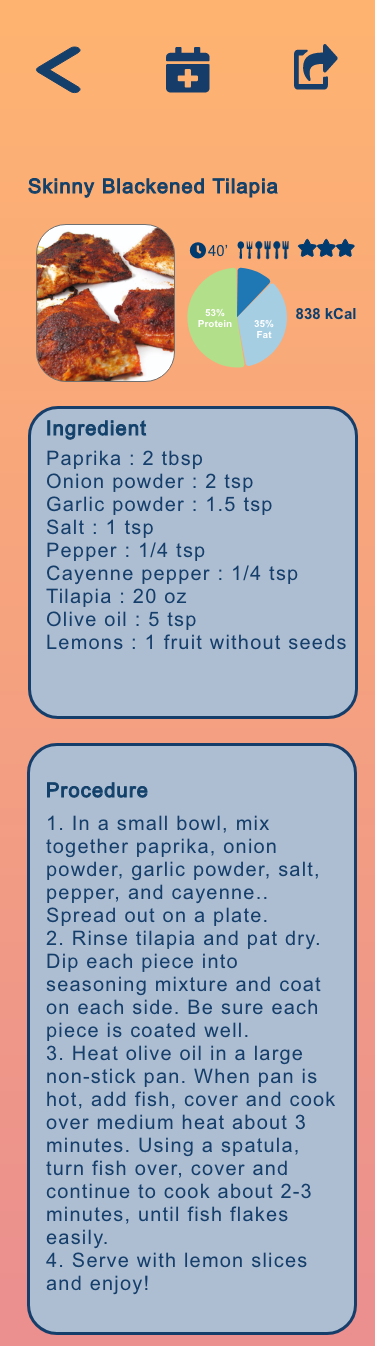 Skinny Blackened Tilapia
40'
53%
Protein
35%
Fat
838 kCal
Ingredient
Paprika : 2 tbsp
Onion powder : 2 tsp
Garlic powder : 1.5 tsp
Salt : 1 tsp
Pepper : 1/4 tsp
Cayenne pepper : 1/4 tsp
Tilapia : 20 oz
Olive oil : 5 tsp
Lemons : 1 fruit without seeds
Procedure
1. In a small bowl, mix
together paprika, onion
powder, garlic powder, salt,
pepper, and cayenne..
Spread out on a plate.
2. Rinse tilapia and pat dry.
Dip each piece into
seasoning mixture and coat
on each side. Be sure each
piece is coated well.
3. Heat olive oil in a large
non-stick pan. When pan is
hot, add fish, cover and cook
over medium heat about 3
minutes. Using a spatula,
turn fish over, cover and
continue to cook about 2-3
minutes, until fish flakes
easily.
4. Serve with lemon slices
and enjoy!